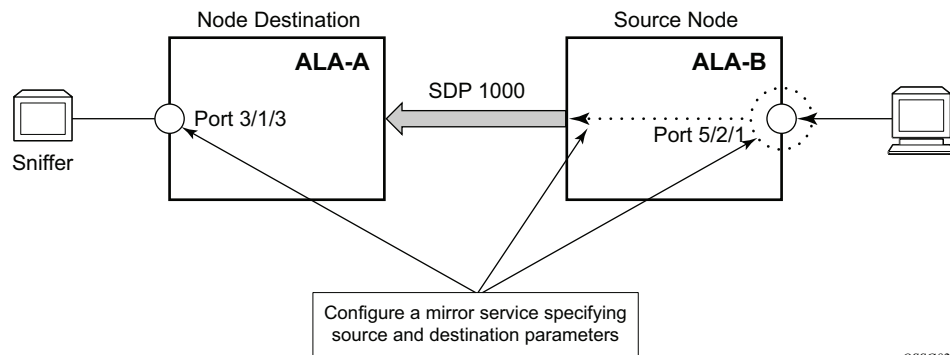 Node Destination
Source Node
ALA-A
ALA-B
SDP 1000
Port 3/1/3
Port 5/2/1
Sniffer
Configure a mirror service specifying
source and destination parameters